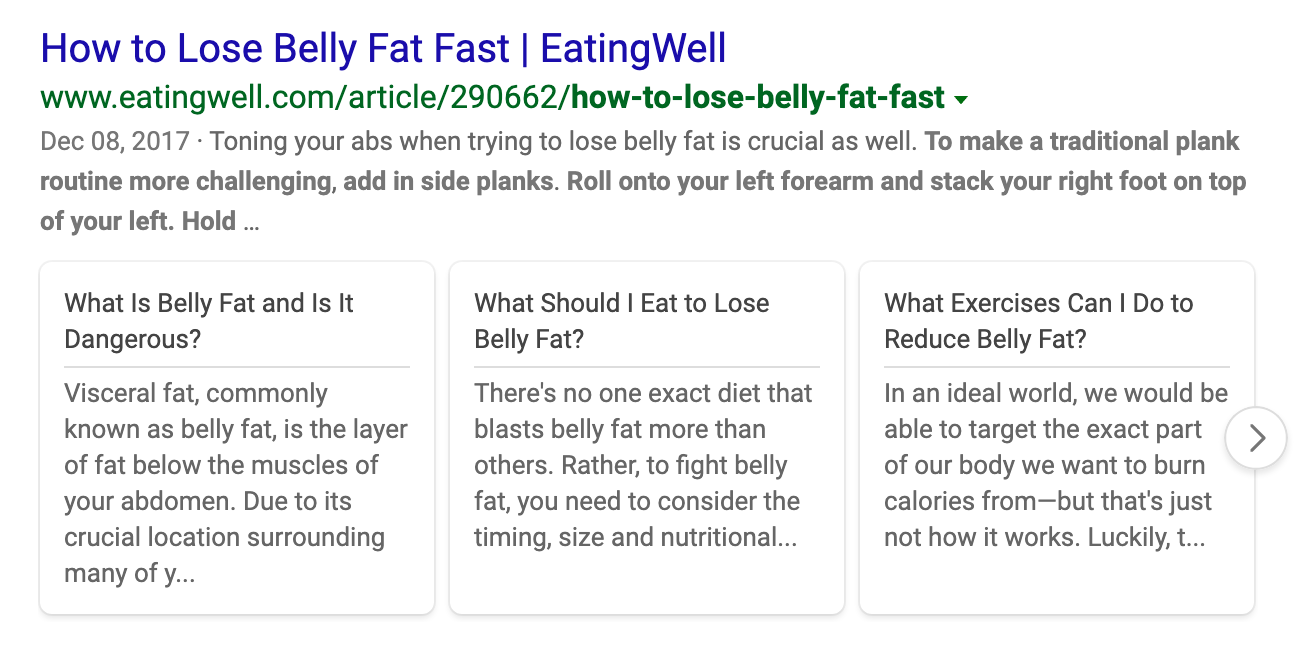 How to Lose Belly Fat Fast | EatingWell
www.eatingwell.com/article/290662/how-to-lose-belly-fat-fast
Dec 08, 2017 · Toning your abs when trying to lose belly fat is crucial as well. To make a traditional plank
routine more challenging, add in side planks. Roll onto your left forearm and stack your right foot on top
of your left. Hold ...
What Is Belly Fat and Is It
Dangerous?
Visceral fat, commonly
known as belly fat, is the layer
of fat below the muscles of
your abdomen. Due to its
crucial location surrounding
many of y...
What Should I Eat to Lose
Belly Fat?
There's no one exact diet that
blasts belly fat more than
others. Rather, to fight belly
fat, you need to consider the
timing, size and nutritional...
What Exercises Can I Do to
Reduce Belly Fat?
In an ideal world, we would be
able to target the exact part
of our body we want to burn
calories from—but that's just
not how it works. Luckily, t...